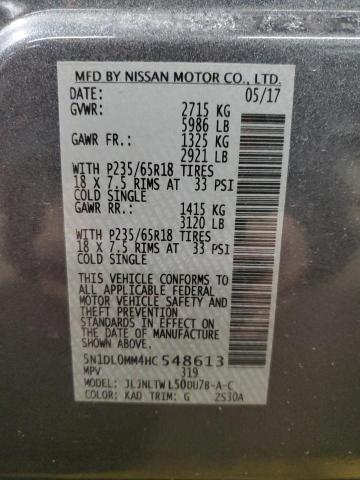 MFD BY NISSAN MOTOR CO., LTD.
DATE: 05/17
GVWR: 2715 KG
5986 LB
GAWR FR: 1325 KG
2921 LB
WITH P235/65R18 TIRES
18 X 7.5 RIMS AT 33 PSI
COLD SINGLE
GAWR RR: 1415 KG
3120 LB
WITH P235/65R18 TIRES
18 X 7.5 RIMS AT 33 PSI
COLD SINGLE
THIS VEHICLE CONFORMS TO
ALL APPLICABLE FEDERAL
MOTOR VEHICLE SAFETY AND
THEFT PREVENTION
STANDARDS IN EFFECT ON
THE DATE OF MANUFACTURE
SHOWN ABOVE
5N1DL0MM4HC548613
MPV 319
MODEL: JLJNLTWL50DU7B-A-C
COLOR: KAD TRIM: G 2S30A